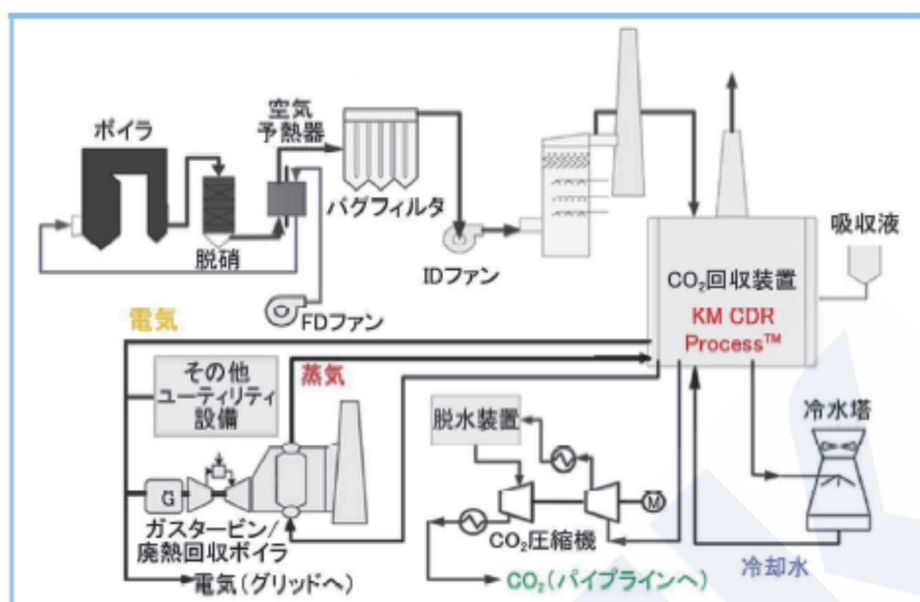 ボイラ
空気
予熱器
バグフィルタ
脱硝
IDファン
FDファン
吸収液
CO₂回収装置
KM CDR
Process™
電気
蒸気
その他
ユーティリティ
設備
脱水装置
冷水塔
G
M
ガスタービン/
廃熱回収ボイラ
CO₂圧縮機
冷却水
電気(グリッドへ)
CO₂(パイプラインへ)